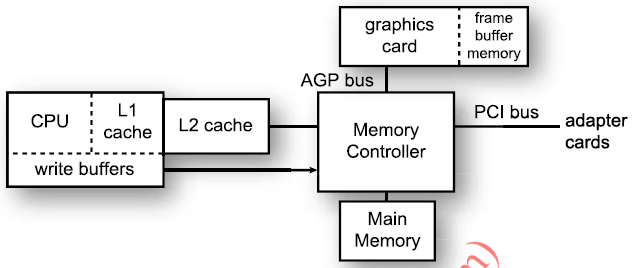 graphics
card
frame
buffer
memory
AGP bus
CPU
L1
cache
L2 cache
write buffers
Memory
Controller
PCI bus
adapter
cards
Main
Memory